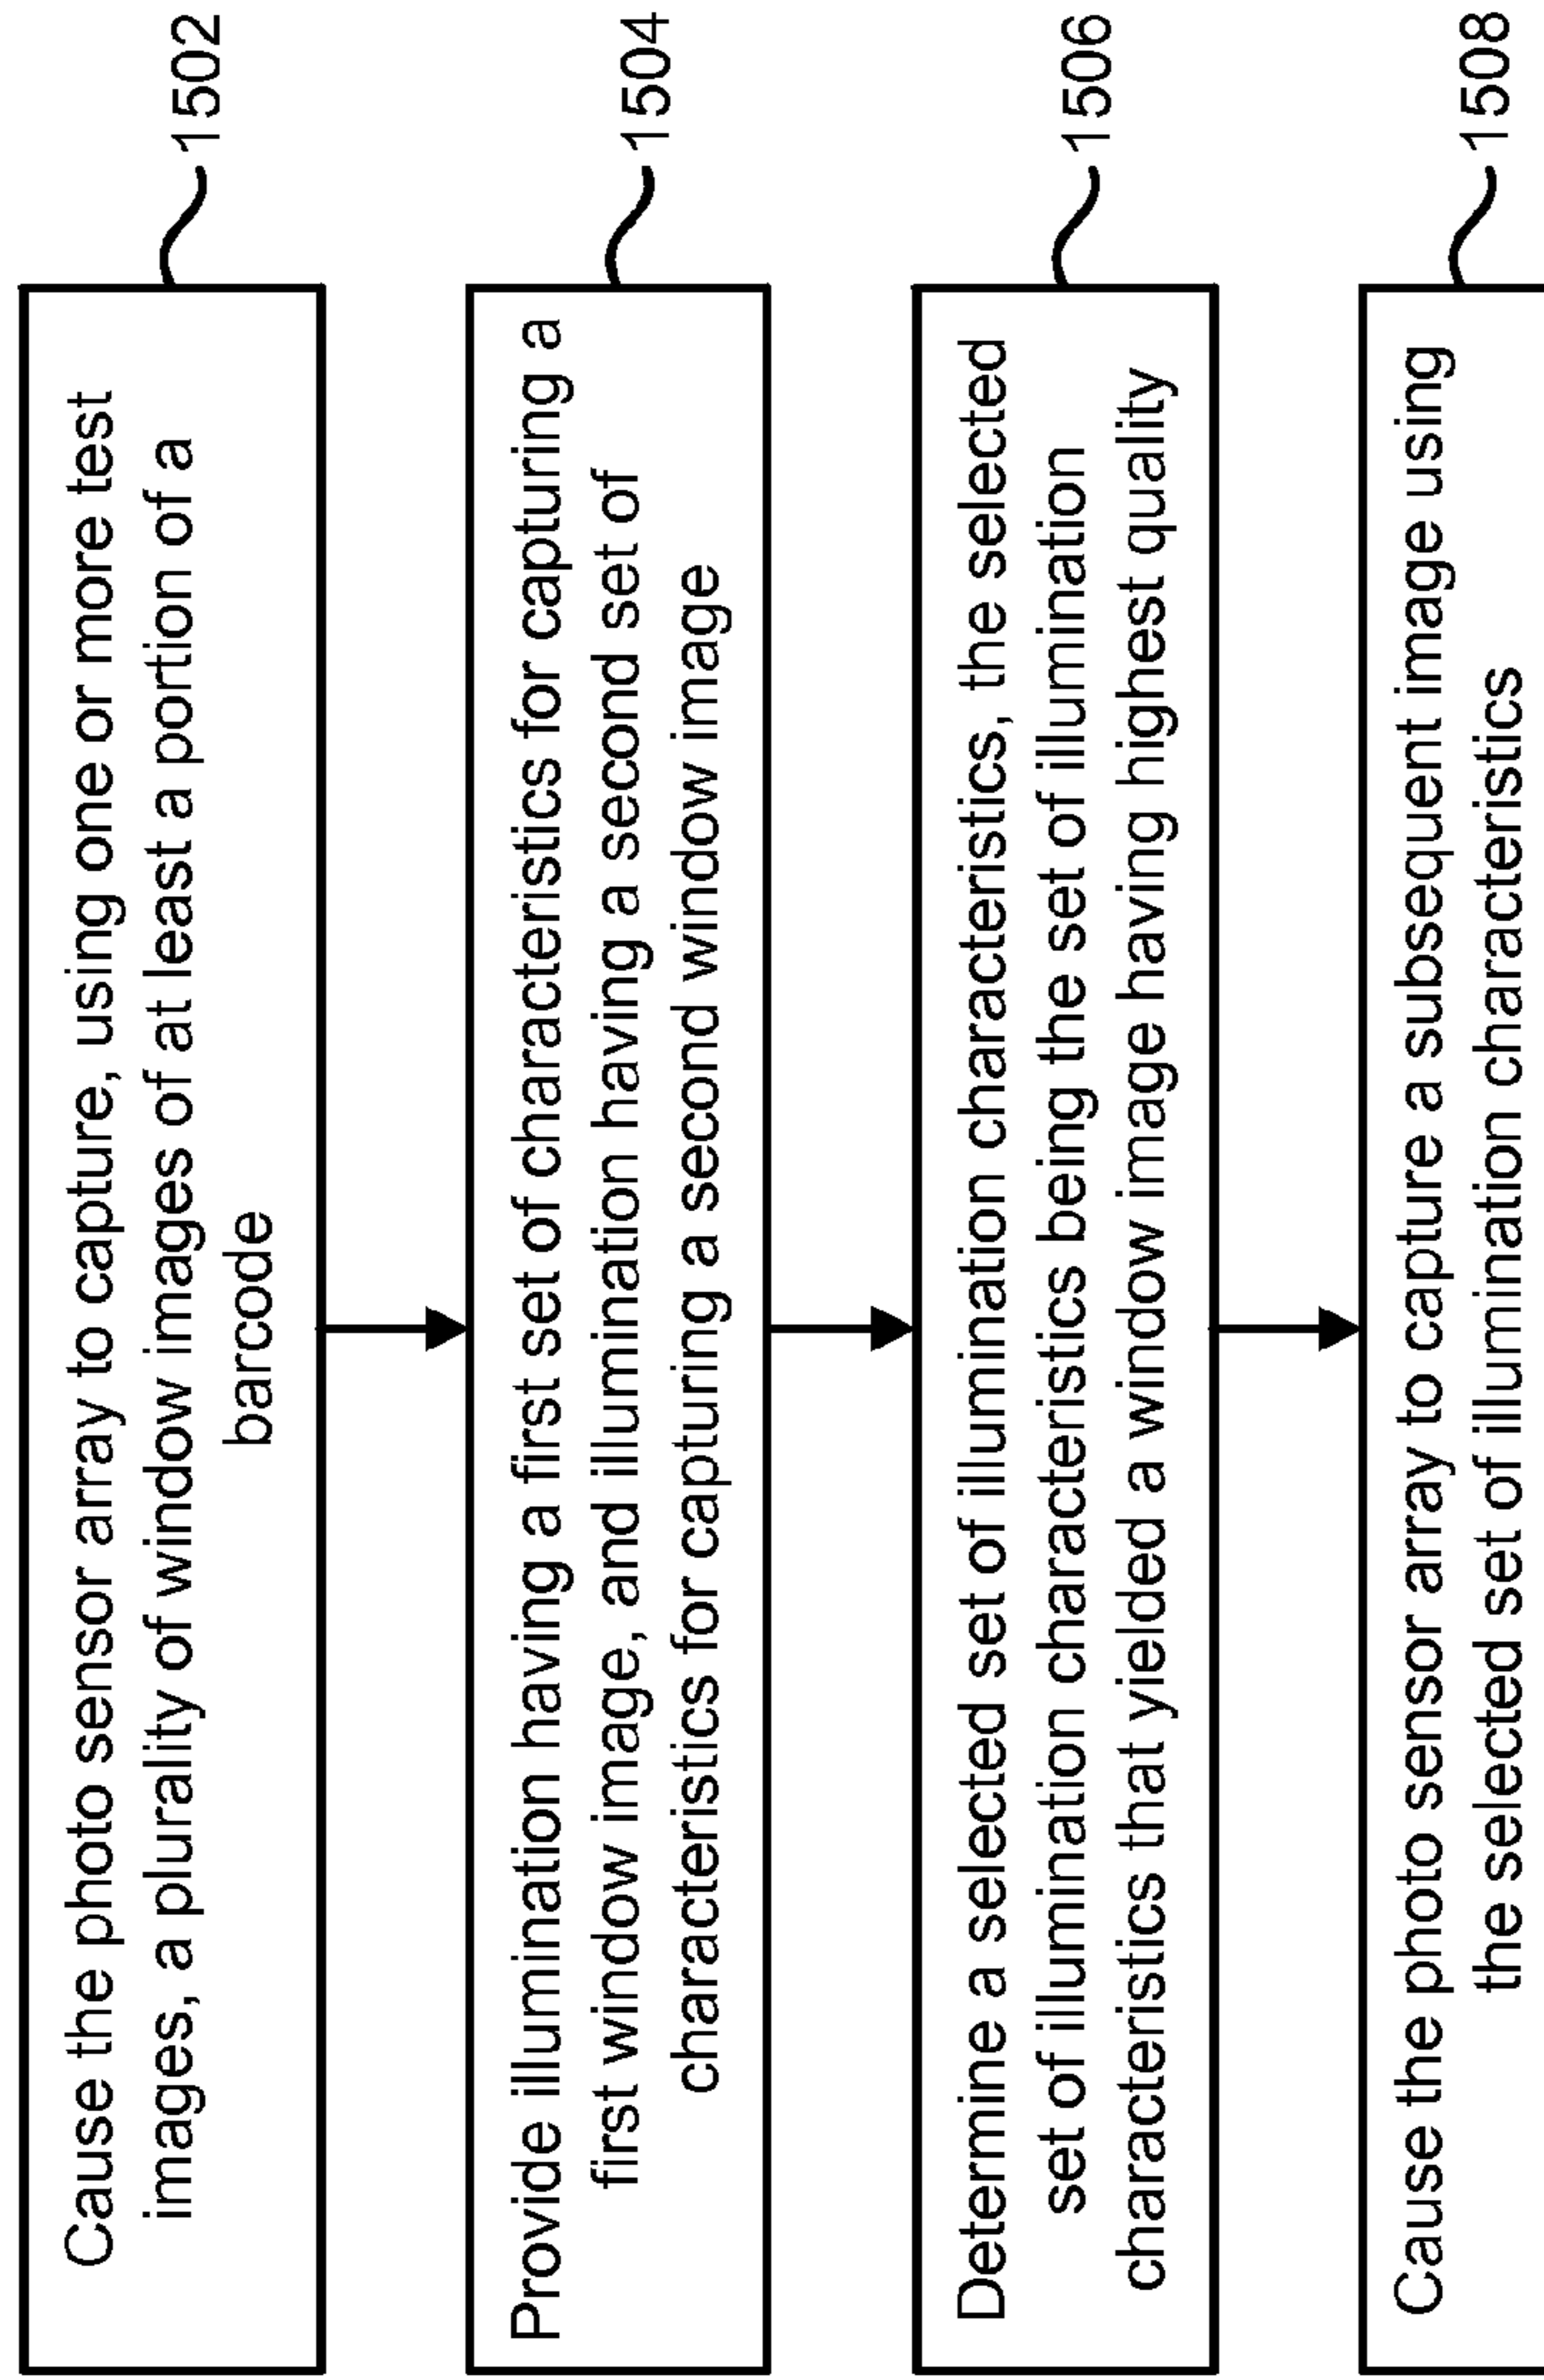 Cause the photo sensor array to capture, using one or more test
images, a plurality of window images of at least a portion of a
barcode
1502
Provide illumination having a first set of characteristics for capturing a
first window image, and illumination having a second set of
characteristics for capturing a second window image
1504
Determine a selected set of illumination characteristics, the selected
set of illumination characteristics being the set of illumination
characteristics that yielded a window image having highest quality
1506
Cause the photo sensor array to capture a subsequent image using
the selected set of illumination characteristics
1508